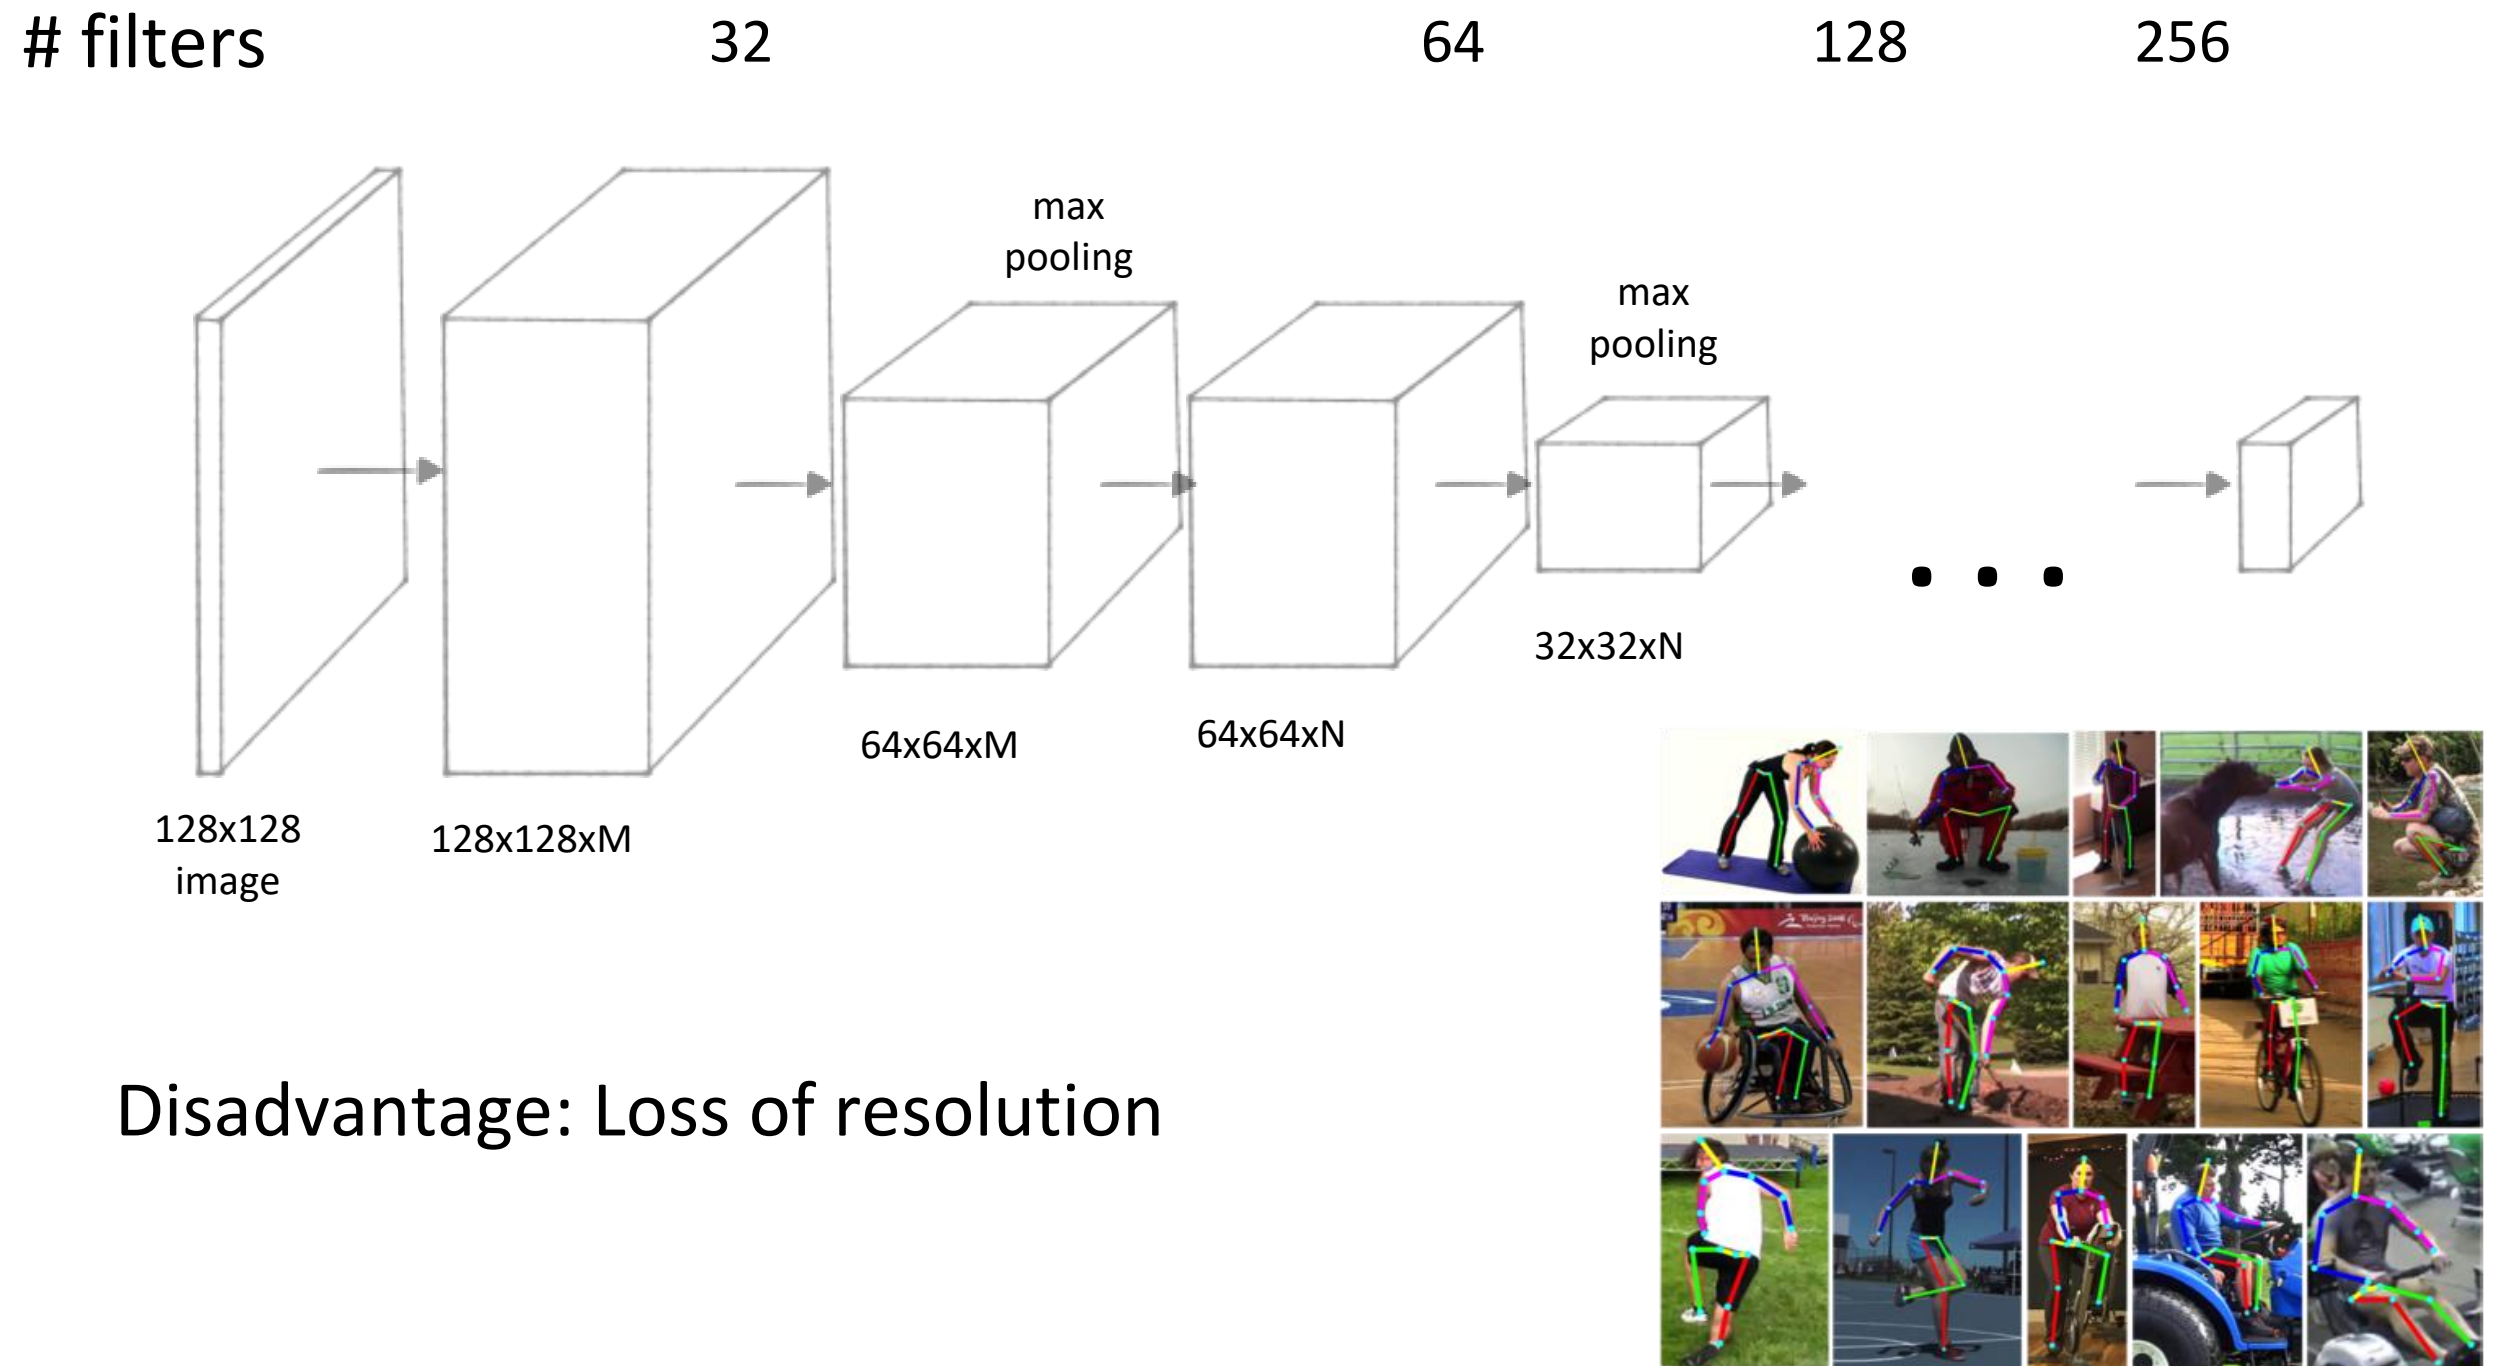 # filters 32 64 128 256
max
pooling
max
pooling
32x32xN
64x64xM
64x64xN
128x128
image
128x128xM
Disadvantage: Loss of resolution